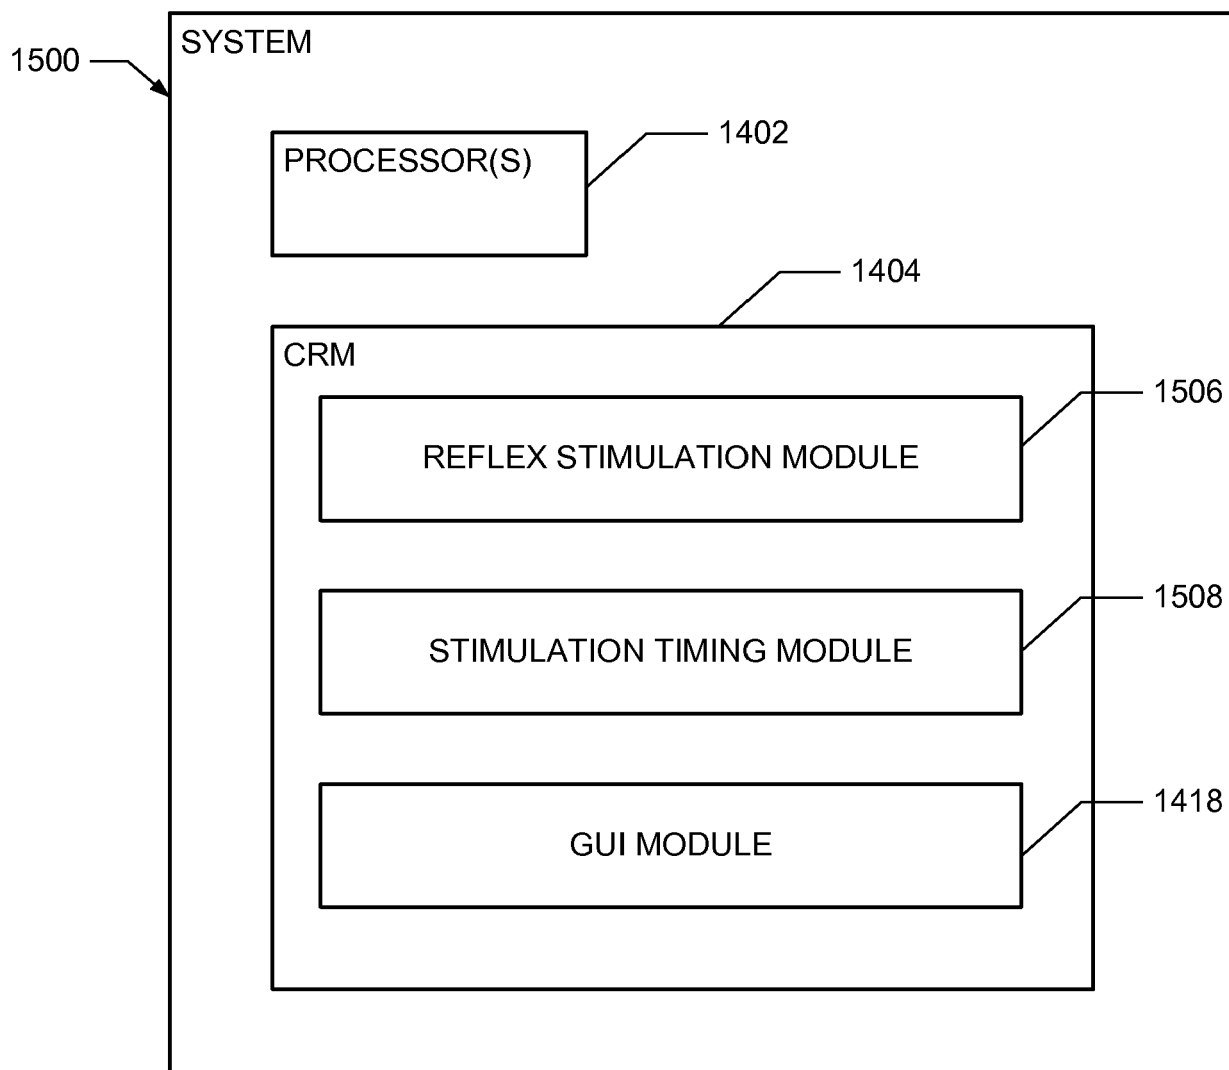 SYSTEM
1500
PROCESSOR(S)
1402
1404
CRM
REFLEX STIMULATION MODULE
1506
STIMULATION TIMING MODULE
1508
GUI MODULE
1418